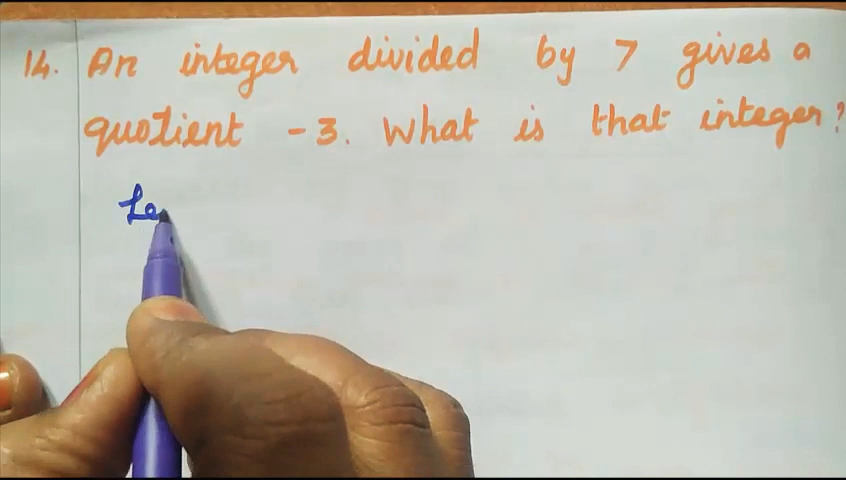 14. An integer divided by 7 gives a
quotient -3. What is that integer?
Le